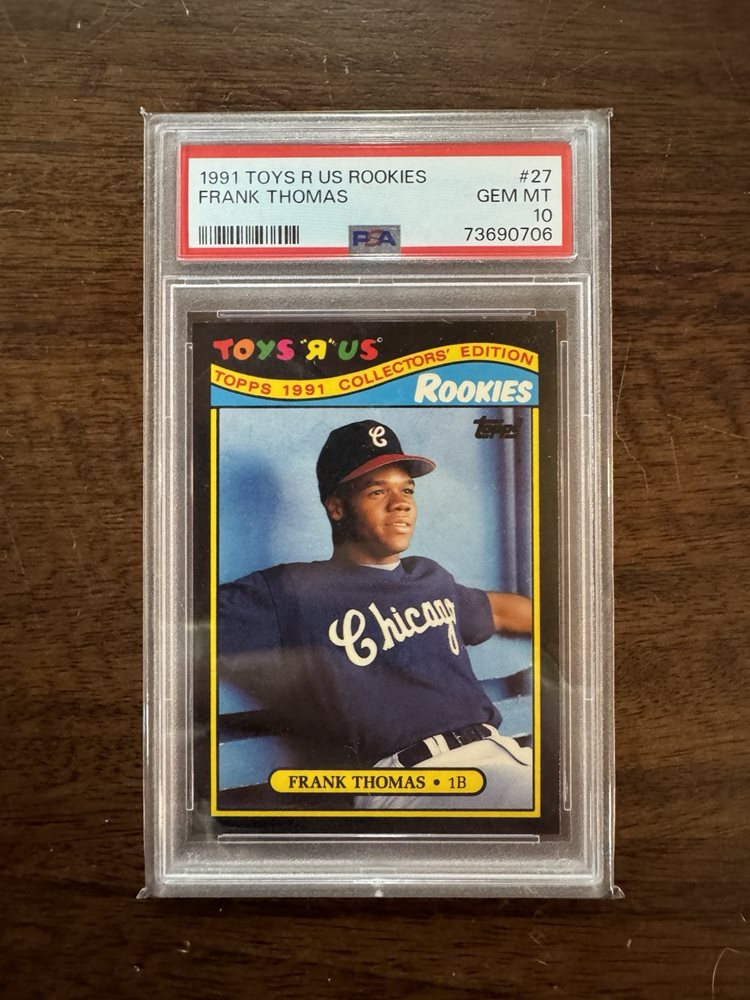 1991 TOYS R US ROOKIES #27
FRANK THOMAS GEM MT
10
PSA 73690706
TOYS "Я" US®
TOPPS 1991 COLLECTORS' EDITION
ROOKIES
Topps
C
Chicago
FRANK THOMAS • 1B